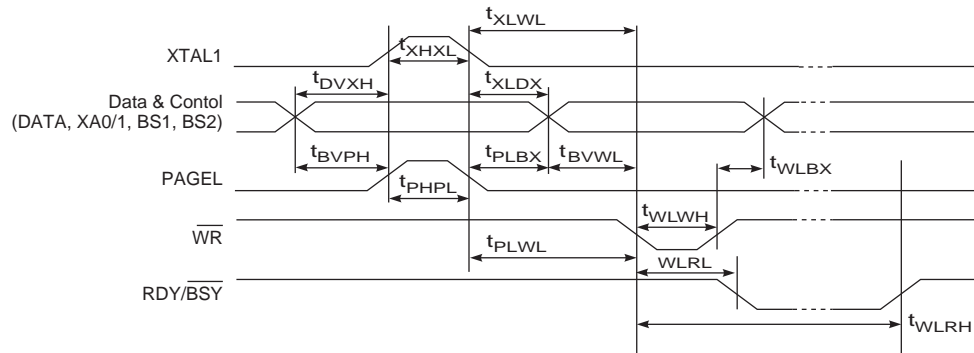 tXLWL
XTAL1
tXHXL
tDVXH
tXLDX
Data & Contol
(DATA, XA0/1, BS1, BS2)
tBVPH
tPLBX
tBVWL
tWLBX
PAGEL
tPHPL
WR
tWLWH
tPLWL
WLRL
RDY/BSY
tWLRH